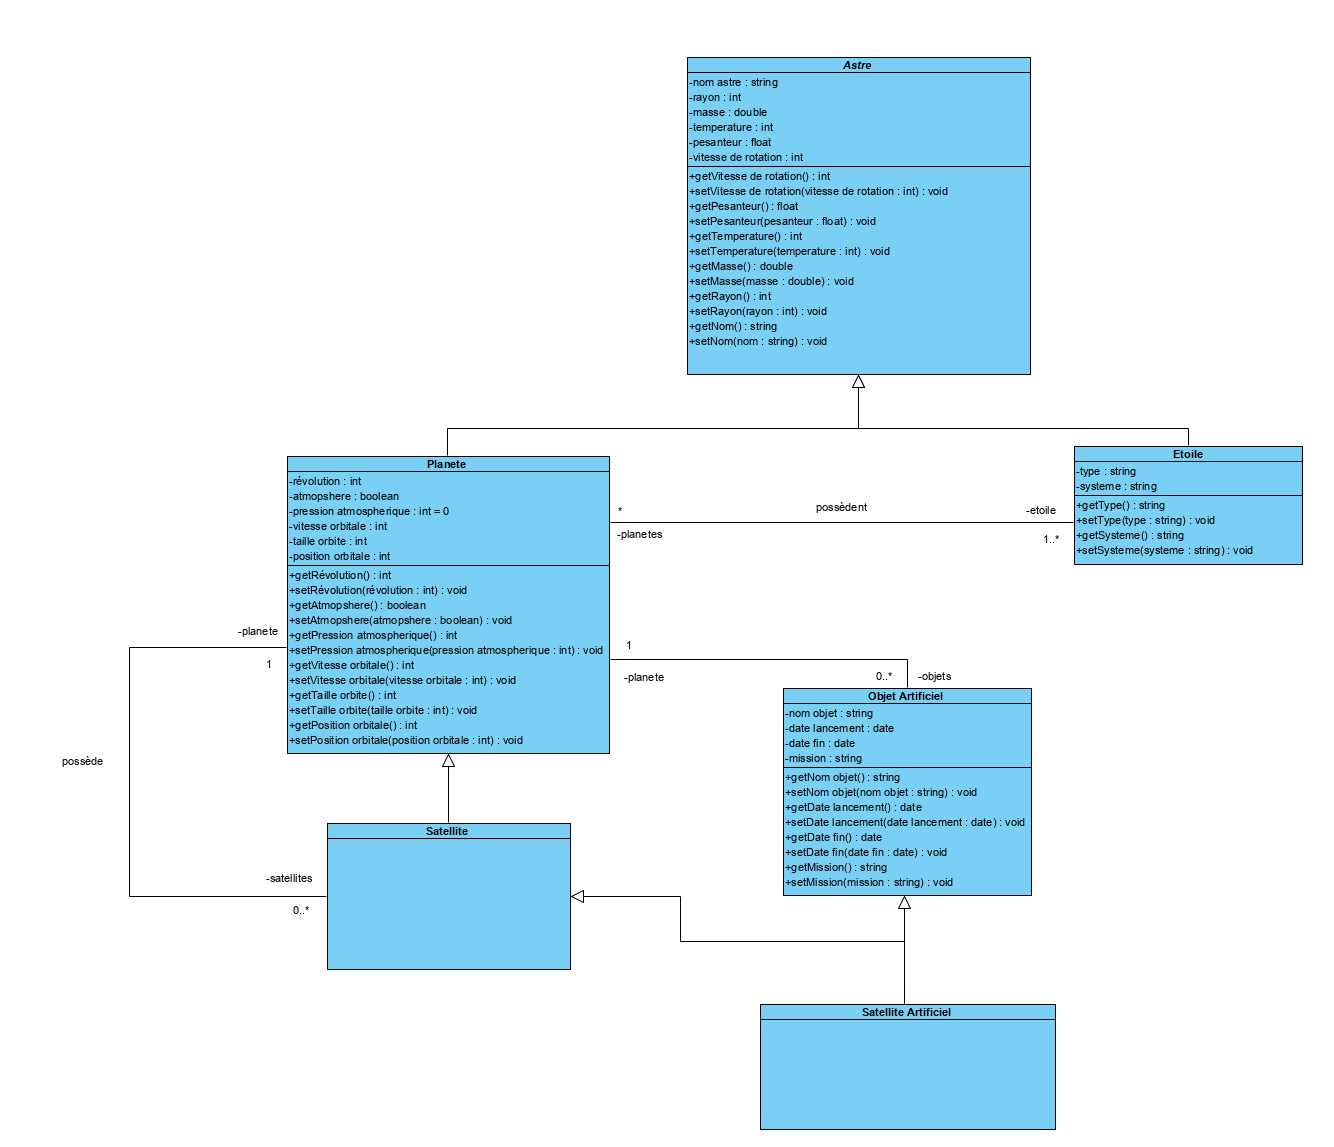 Astre
-nom astre : string
-rayon : int
-masse : double
-temperature : int
-pesanteur : float
-vitesse de rotation : int
+getVitesse de rotation() : int
+setVitesse de rotation(vitesse de rotation : int) : void
+getPesanteur() : float
+setPesanteur(pesanteur : float) : void
+getTemperature() : int
+setTemperature(temperature : int) : void
+getMasse() : double
+setMasse(masse : double) : void
+getRayon() : int
+setRayon(rayon : int) : void
+getNom() : string
+setNom(nom : string) : void
Planete
-révolution : int
-atmopshere : boolean
-pression atmospherique : int = 0
-vitesse orbitale : int
-taille orbite : int
-position orbitale : int
+getRévolution() : int
+setRévolution(révolution : int) : void
+getAtmopshere() : boolean
+setAtmopshere(atmopshere : boolean) : void
+getPression atmospherique() : int
+setPression atmospherique(pression atmospherique : int) : void
+getVitesse orbitale() : int
+setVitesse orbitale(vitesse orbitale : int) : void
+getTaille orbite() : int
+setTaille orbite(taille orbite : int) : void
+getPosition orbitale() : int
+setPosition orbitale(position orbitale : int) : void
Etoile
-type : string
-systeme : string
+getType() : string
+setType(type : string) : void
+getSysteme() : string
+setSysteme(systeme : string) : void
*
possèdent
-etoile
-planetes
1..*
-planete
1
1
-planete
0..*
-objets
Objet Artificiel
-nom objet : string
-date lancement : date
-date fin : date
-mission : string
+getNom objet() : string
+setNom objet(nom objet : string) : void
+getDate lancement() : date
+setDate lancement(date lancement : date) : void
+getDate fin() : date
+setDate fin(date fin : date) : void
+getMission() : string
+setMission(mission : string) : void
possède
Satellite
-satellites
0..*
Satellite Artificiel